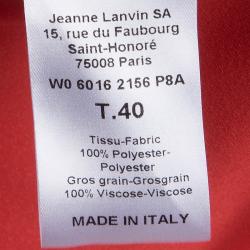 Jeanne Lanvin SA
15, rue du Faubourg
Saint-Honoré
75008 Paris
W0 6016 2156 P8A
T.40
Tissu-Fabric
100% Polyester-
Polyester
Gros grain-Grosgrain
100% Viscose-Viscose
MADE IN ITALY